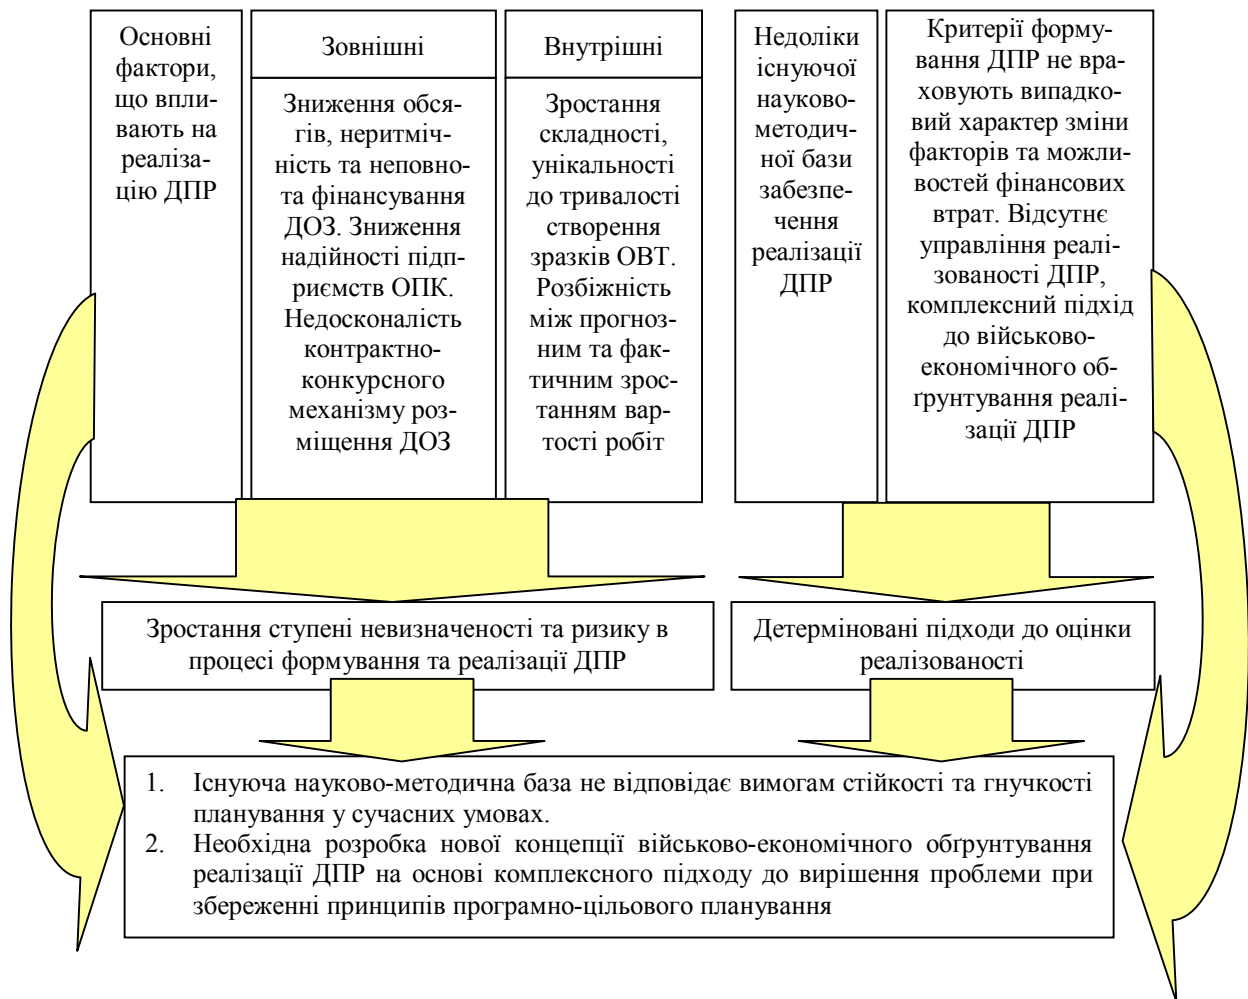 Основні
фактори,
що впли-
вають на
реаліза-
цію ДПР
Зовнішні
Зниження обся-
гів, неритміч-
ність та неповно-
та фінансування
ДОЗ. Зниження
надійності підп-
риємств ОПК.
Недосконалість
контрактно-
конкурсного
механізму роз-
міщення ДОЗ
Внутрішні
Зростання
складності,
унікальності
до тривалості
створення
зразків ОВТ.
Розбіжність
між прогноз-
ним та фак-
тичним зрос-
танням вар-
тості робіт
Недоліки
існуючої
науково-
методич-
ної бази
забезпе-
чення
реалізації
ДПР
Критерії форму-
вання ДПР не вра-
ховують випадко-
вий характер зміни
факторів та можли-
востей фінансових
втрат. Відсутнє
управління реалі-
зованості ДПР,
комплексний підхід
до військово-
економічного об-
ґрунтування реалі-
зації ДПР
Зростання ступені невизначеності та ризику в
процесі формування та реалізації ДПР
Детерміновані підходи до оцінки
реалізованості
1. Існуюча науково-методична база не відповідає вимогам стійкості та гнучкості
планування у сучасних умовах.
2. Необхідна розробка нової концепції військово-економічного обґрунтування
реалізації ДПР на основі комплексного підходу до вирішення проблеми при
збереженні принципів програмно-цільового планування